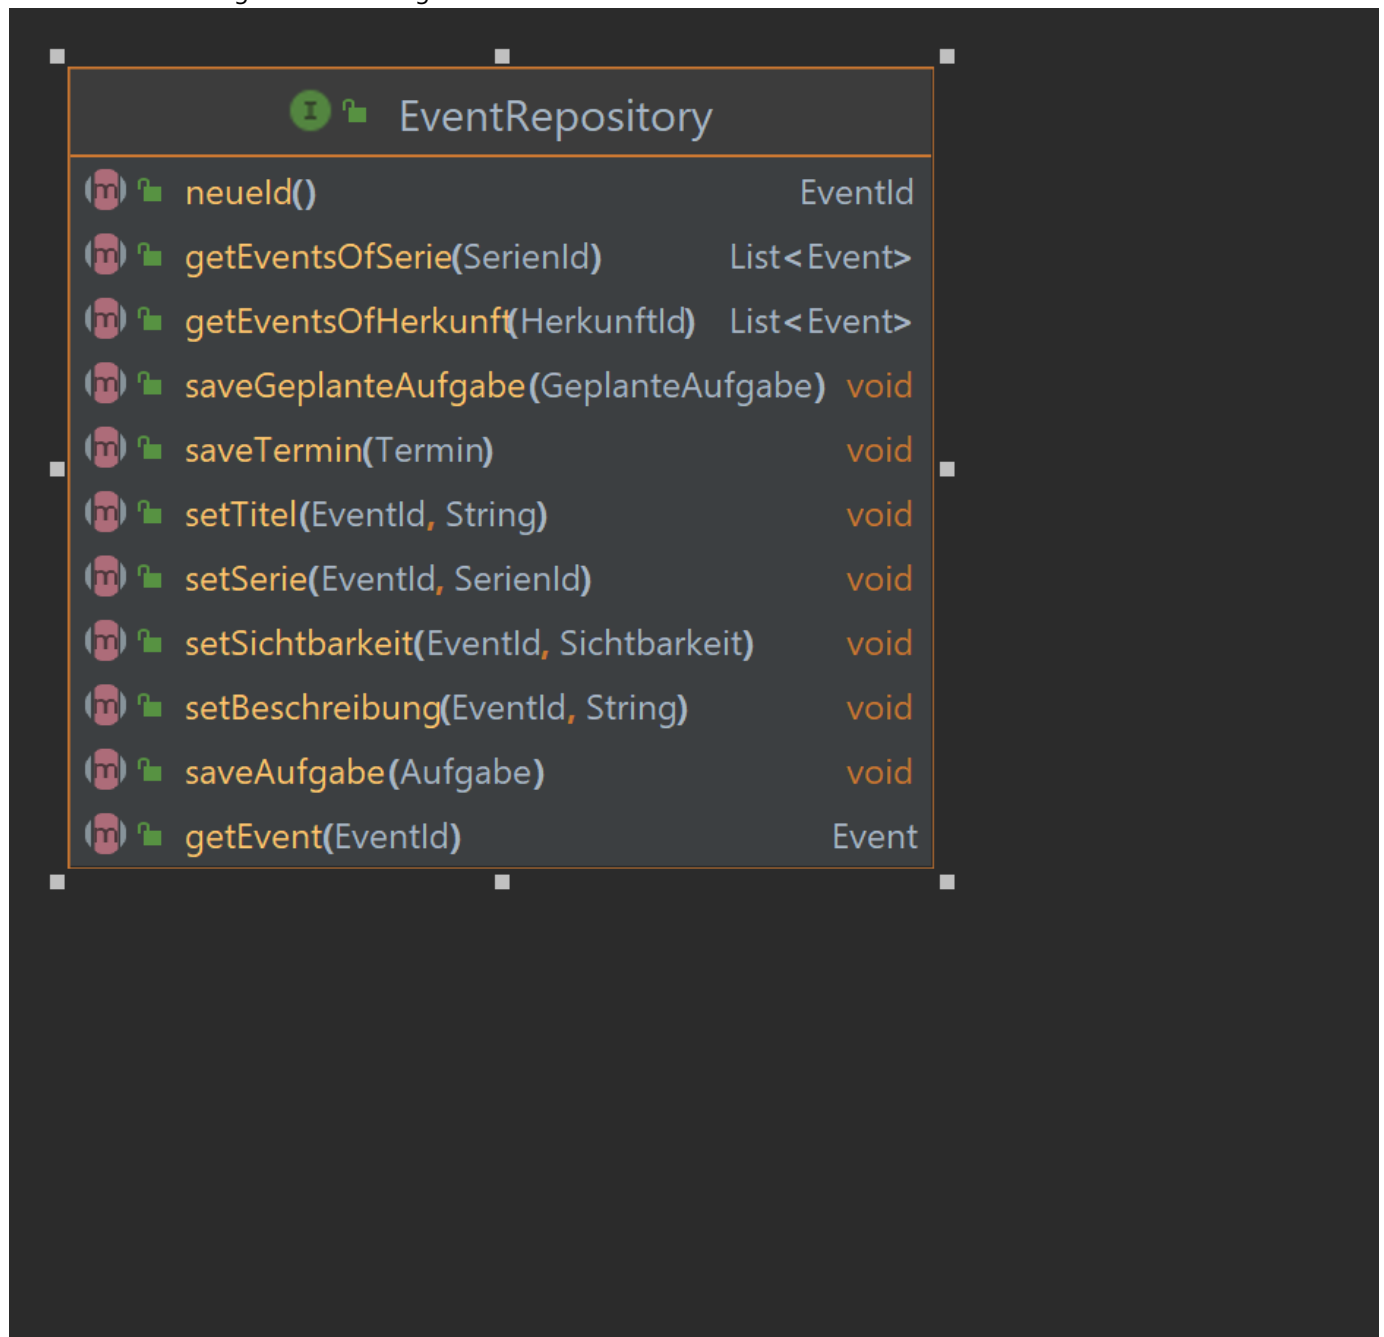 EventRepository
neueId() EventId
getEventsOfSerie(SerienId) List<Event>
getEventsOfHerkunft(HerkunftId) List<Event>
saveGeplanteAufgabe(GeplanteAufgabe) void
saveTermin(Termin) void
setTitel(EventId, String) void
setSerie(EventId, SerienId) void
setSichtbarkeit(EventId, Sichtbarkeit) void
setBeschreibung(EventId, String) void
saveAufgabe(Aufgabe) void
getEvent(EventId) Event